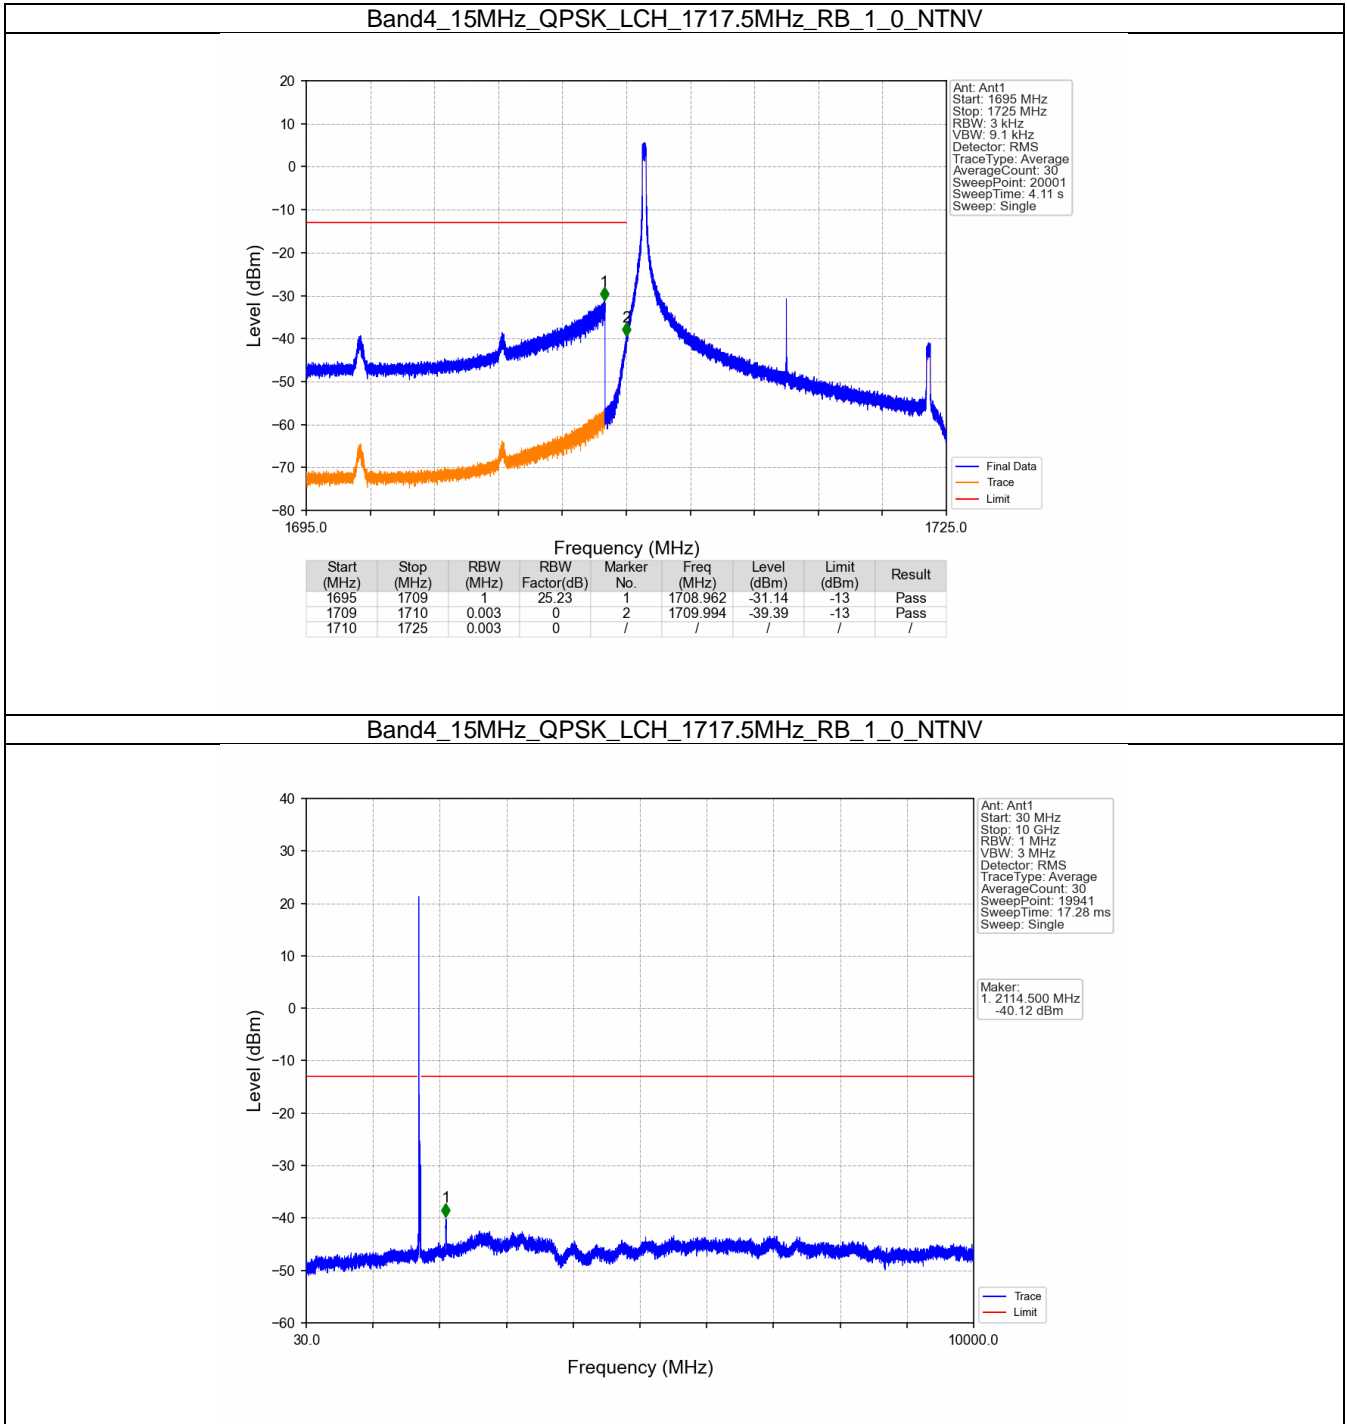 Band4_15MHz_QPSK_LCH_1717.5MHz_RB_1_0_NTNV
20
10
0
−10
−20
−30
−40
−50
−60
−70
−80
Level (dBm)
1
2
1695.0
1725.0
Frequency (MHz)
Ant: Ant1
Start: 1695 MHz
Stop: 1725 MHz
RBW: 3 kHz
VBW: 9.1 kHz
Detector: RMS
TraceType: Average
AverageCount: 30
SweepPoint: 20001
SweepTime: 4.11 s
Sweep: Single
Final Data
Trace
Limit
Start (MHz) Stop (MHz) RBW (MHz) RBW Factor(dB) Marker No. Freq (MHz) Level (dBm) Limit (dBm) Result
1695 1709 1 25.23 1 1708.962 -31.14 -13 Pass
1709 1710 0.003 0 2 1709.994 -39.39 -13 Pass
1710 1725 0.003 0 / / / / /
Band4_15MHz_QPSK_LCH_1717.5MHz_RB_1_0_NTNV
40
30
20
10
0
−10
−20
−30
−40
−50
−60
Level (dBm)
1
30.0
10000.0
Frequency (MHz)
Ant: Ant1
Start: 30 MHz
Stop: 10 GHz
RBW: 1 MHz
VBW: 3 MHz
Detector: RMS
TraceType: Average
AverageCount: 30
SweepPoint: 19941
SweepTime: 17.28 ms
Sweep: Single
Maker:
1. 2114.500 MHz
-40.12 dBm
Trace
Limit